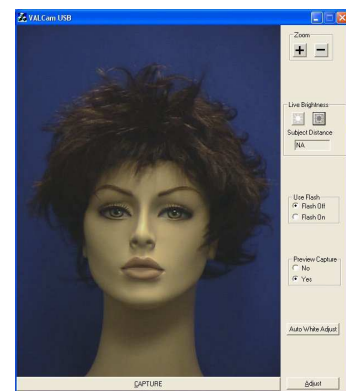 VALCam USB
Zoom
+ -
Live Brightness
Subject Distance
NA
Use Flash
Flash Off
Flash On
Preview Capture
No
Yes
Auto White Adjust
CAPTURE
Adjust